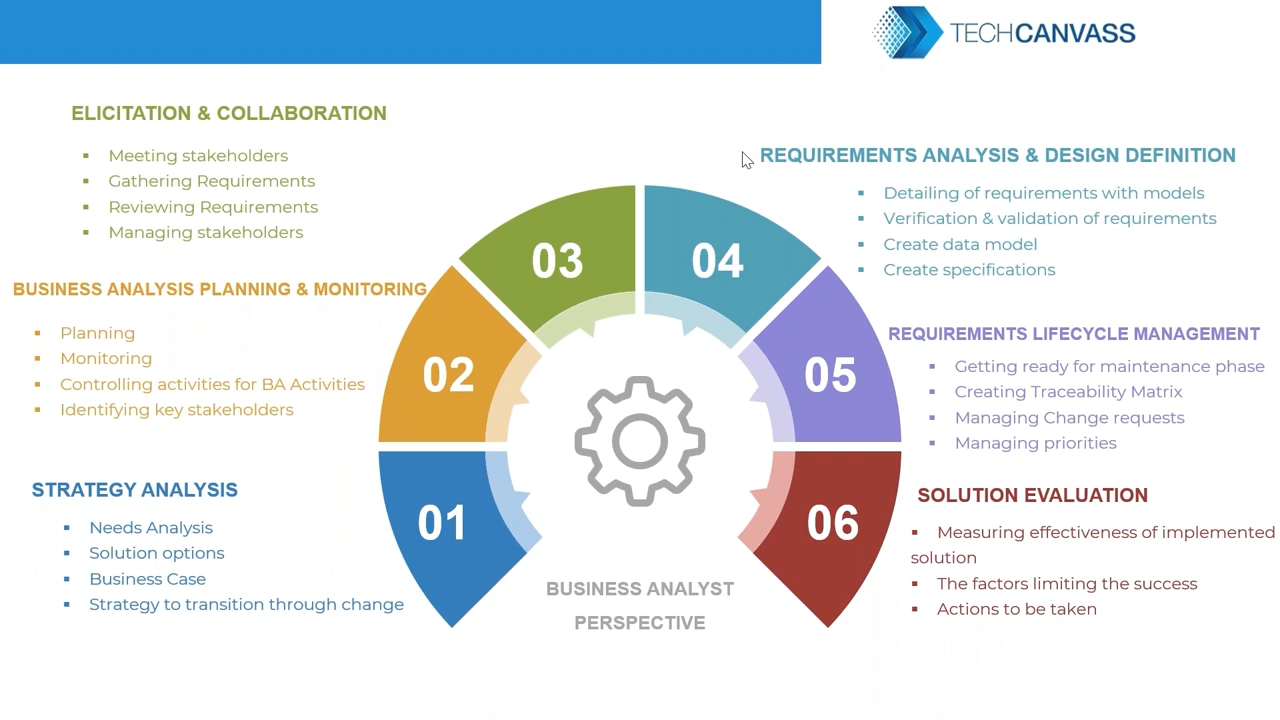 TECHCANVASS
ELICITATION & COLLABORATION
Meeting stakeholders
Gathering Requirements
Reviewing Requirements
Managing stakeholders
BUSINESS ANALYSIS PLANNING & MONITORING
Planning
Monitoring
Controlling activities for BA Activities
Identifying key stakeholders
STRATEGY ANALYSIS
Needs Analysis
Solution options
Business Case
Strategy to transition through change
01
02
03
04
05
06
BUSINESS ANALYST
PERSPECTIVE
REQUIREMENTS ANALYSIS & DESIGN DEFINITION
Detailing of requirements with models
Verification & validation of requirements
Create data model
Create specifications
REQUIREMENTS LIFECYCLE MANAGEMENT
Getting ready for maintenance phase
Creating Traceability Matrix
Managing Change requests
Managing priorities
SOLUTION EVALUATION
Measuring effectiveness of implemented
solution
The factors limiting the success
Actions to be taken